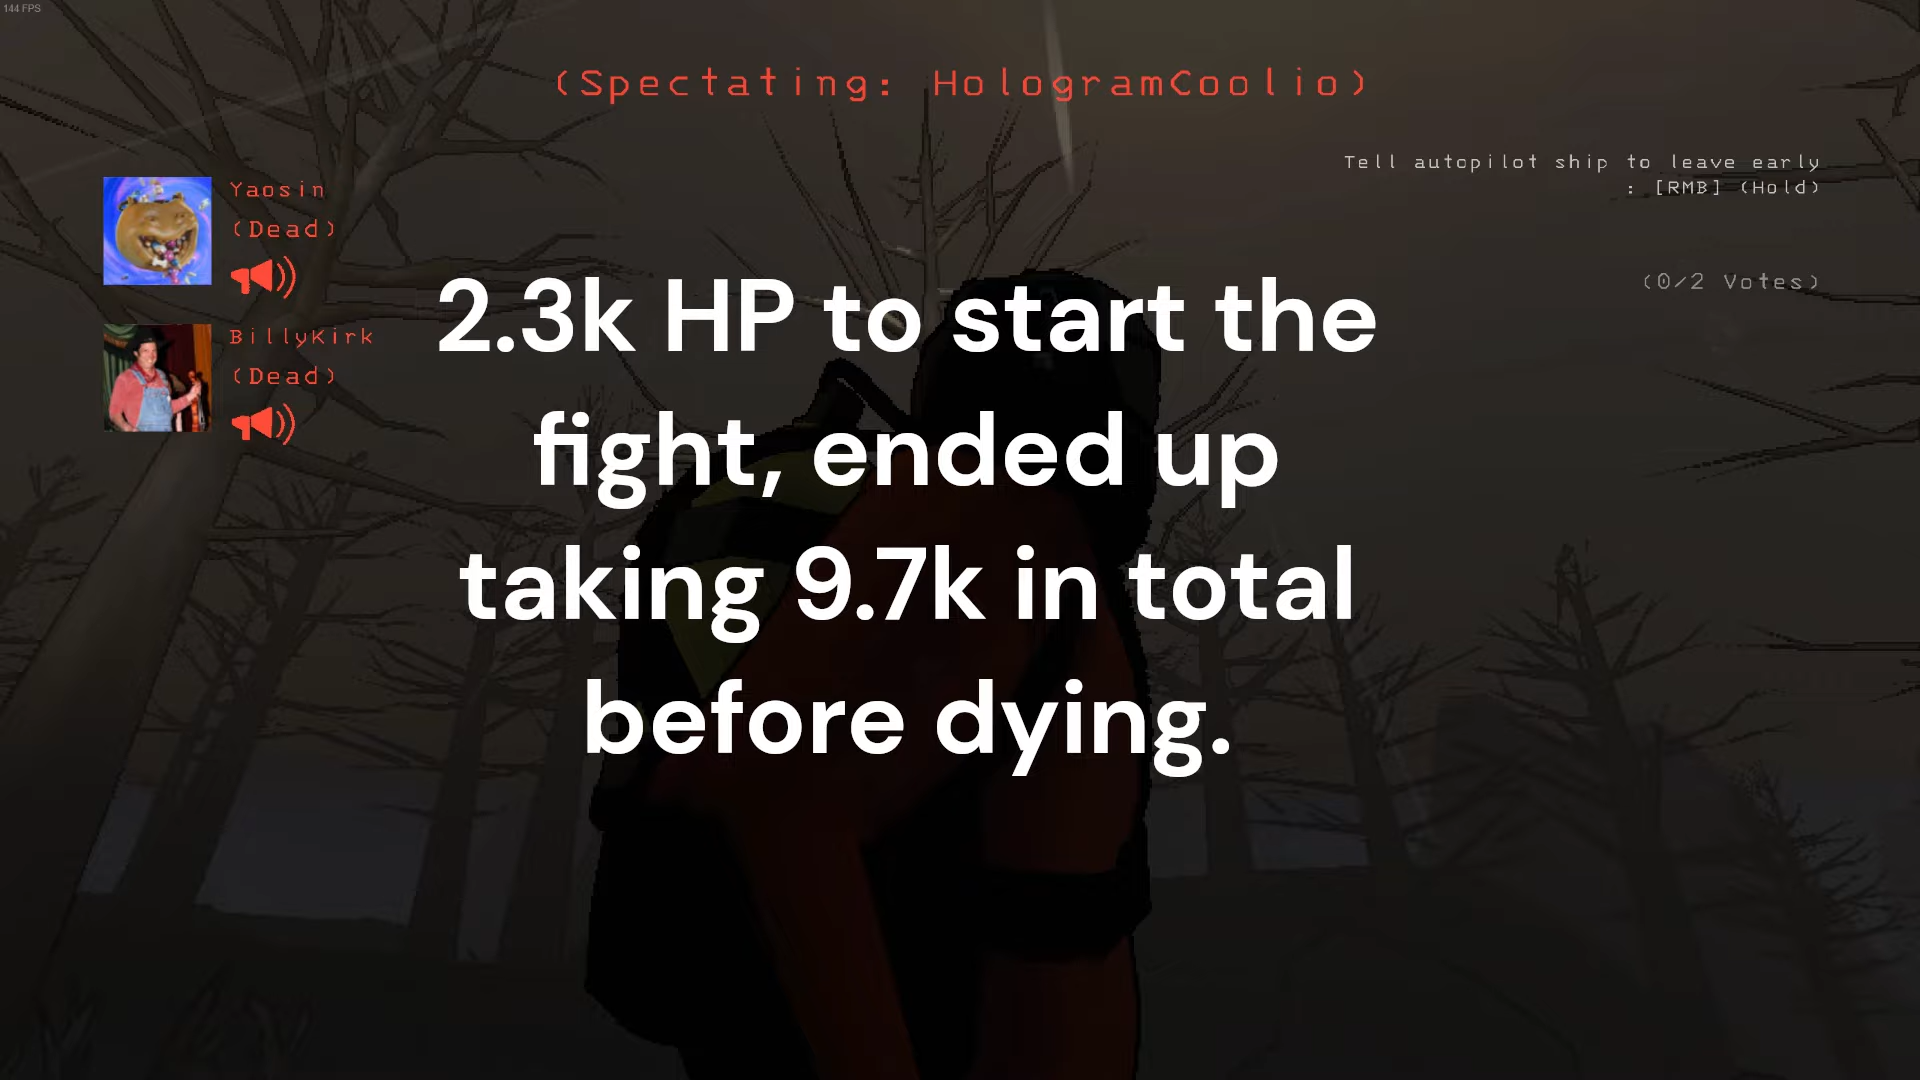 144 FPS
(Spectating: HologramCoolio)
Tell autopilot ship to leave early
: [RMB] (Hold)
(0/2 Votes)
Yaosin
(Dead)
BillyKirk
(Dead)
2.3k HP to start the
fight, ended up
taking 9.7k in total
before dying.